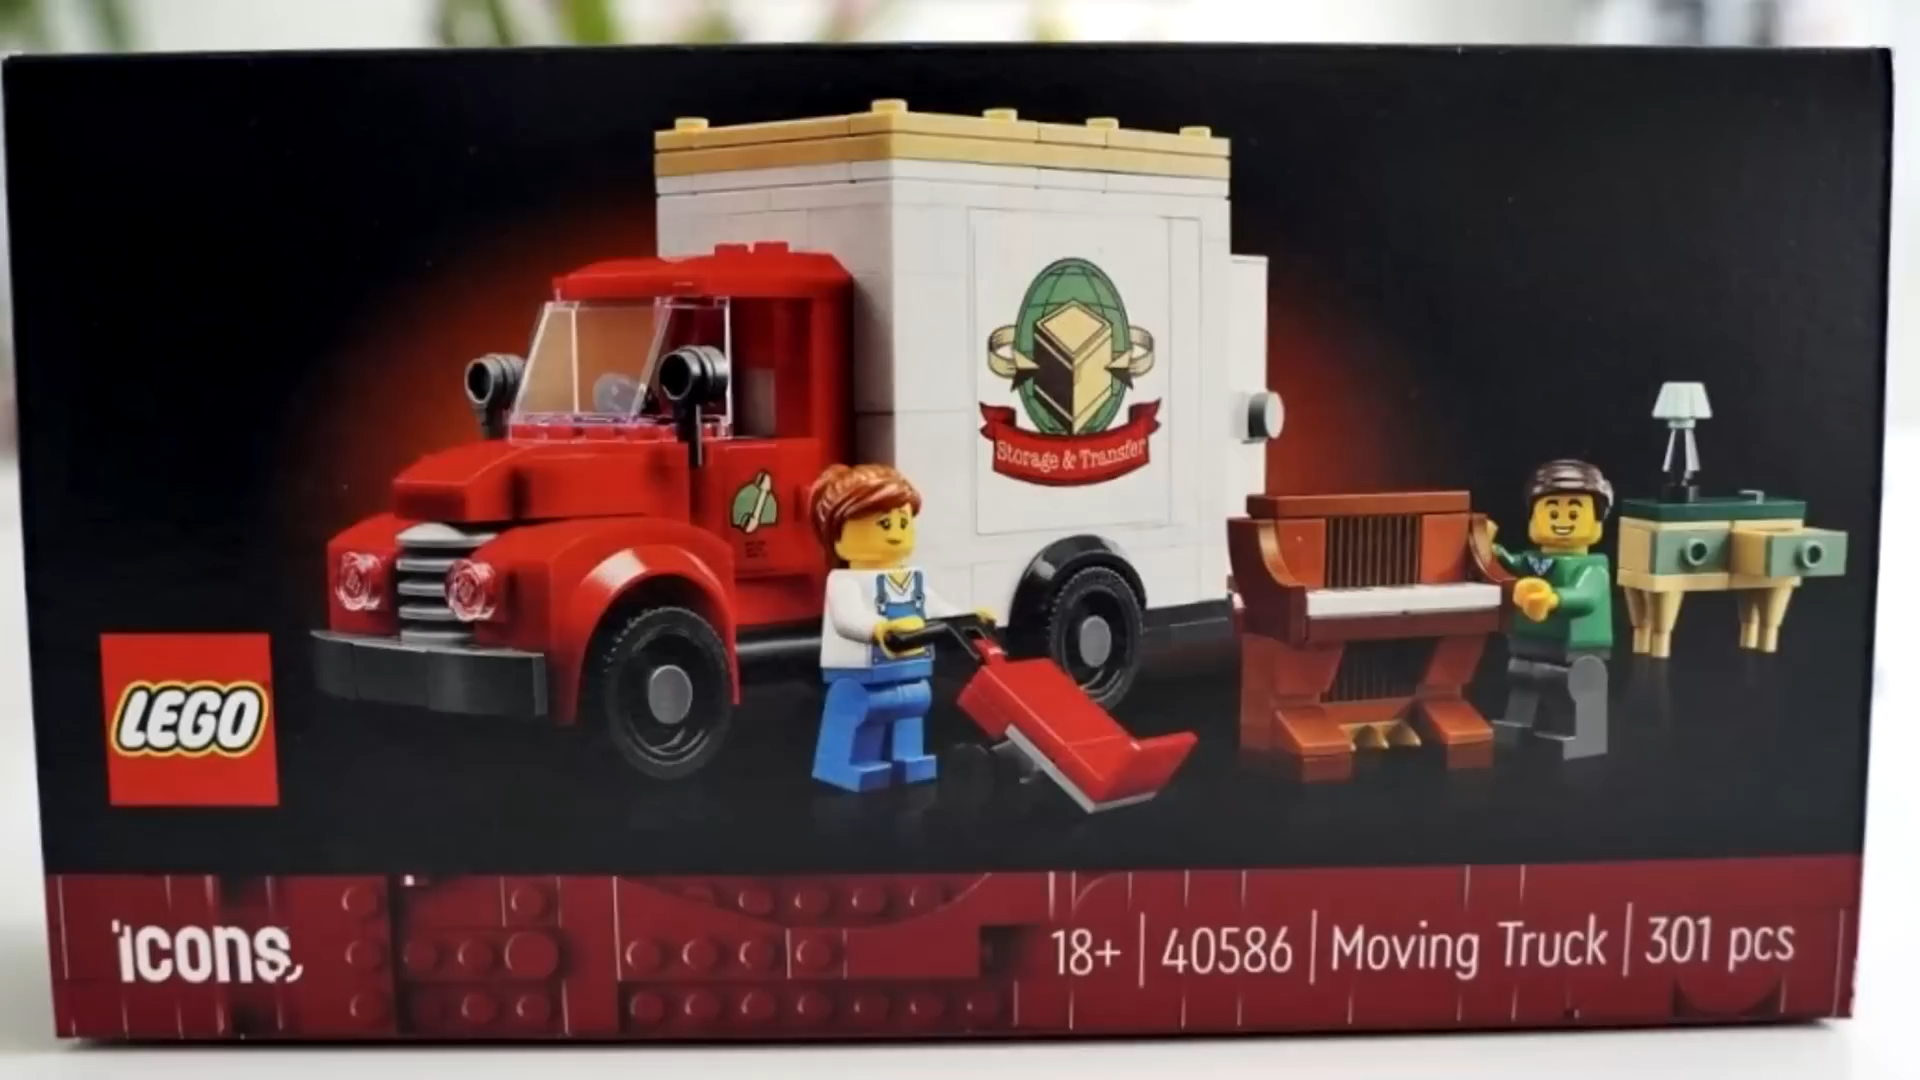 Storage & Transfer
LEGO
icons
18+ | 40586 | Moving Truck | 301 pcs